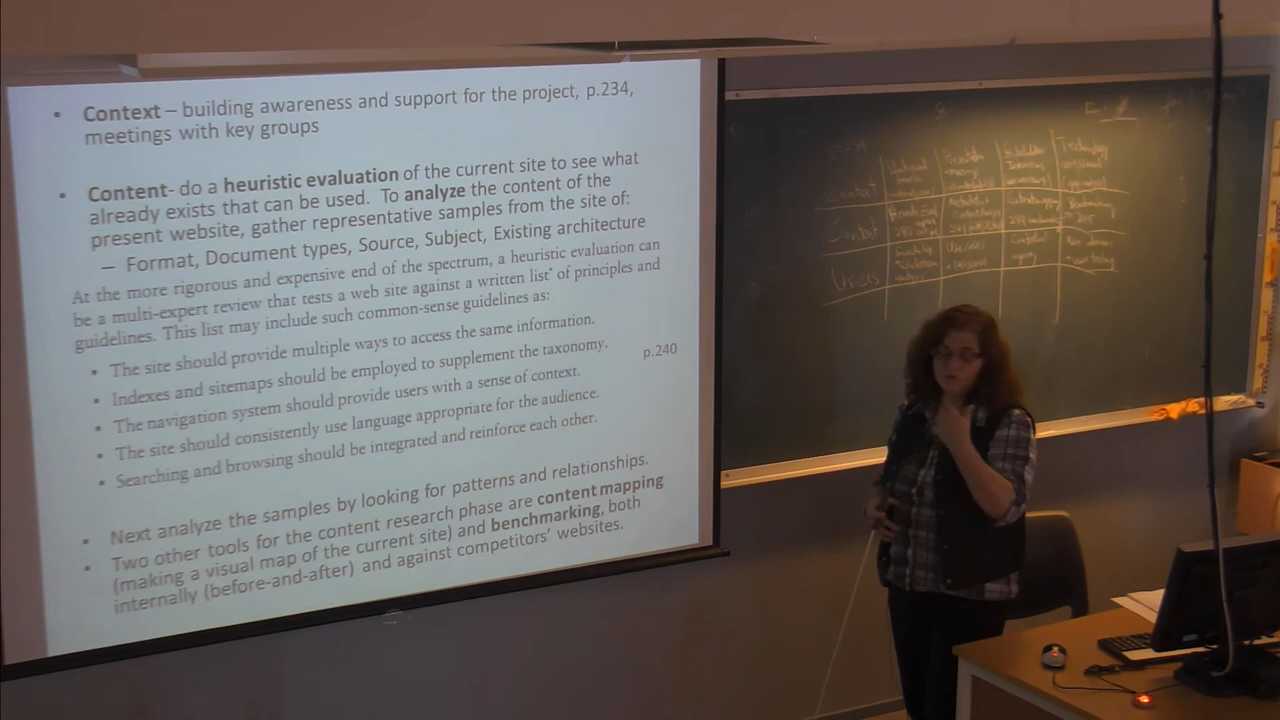 • Context – building awareness and support for the project, p.234,
meetings with key groups
• Content- do a heuristic evaluation of the current site to see what
already exists that can be used. To analyze the content of the
present website, gather representative samples from the site of:
– Format, Document types, Source, Subject, Existing architecture
At the more rigorous and expensive end of the spectrum, a heuristic evaluation can
be a multi-expert review that tests a web site against a written list* of principles and
guidelines. This list may include such common-sense guidelines as:
• The site should provide multiple ways to access the same information.
• Indexes and sitemaps should be employed to supplement the taxonomy.
p.240
• The navigation system should provide users with a sense of context.
• The site should consistently use language appropriate for the audience.
• Searching and browsing should be integrated and reinforce each other.
• Next analyze the samples by looking for patterns and relationships.
• Two other tools for the content research phase are content mapping
(making a visual map of the current site) and benchmarking, both
internally (before-and-after) and against competitors' websites.
Stakeholder
Technology
Context
Content
Users
Use cases